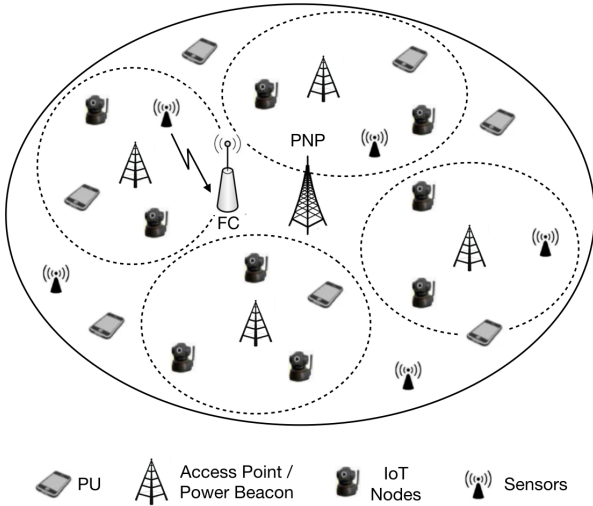 PNP
FC
PU
Access Point /
Power Beacon
IoT
Nodes
Sensors